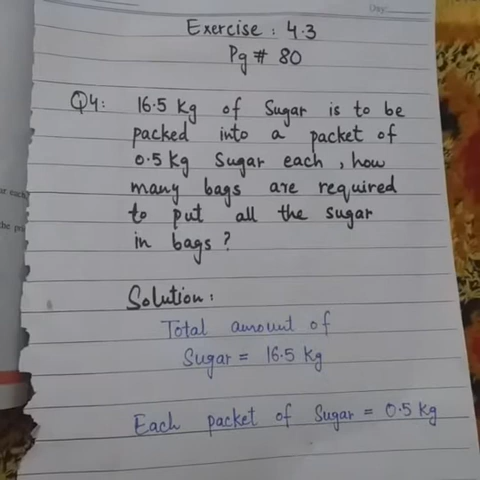 Day:
Exercise : 4.3
Pg # 80
Q4: 16.5 Kg of Sugar is to be
packed into a packet of
0.5 Kg Sugar each, how
many bags are required
to put all the sugar
in bags ?
Solution:
Total amount of
Sugar = 16.5 Kg
Each packet of Sugar = 0.5 Kg